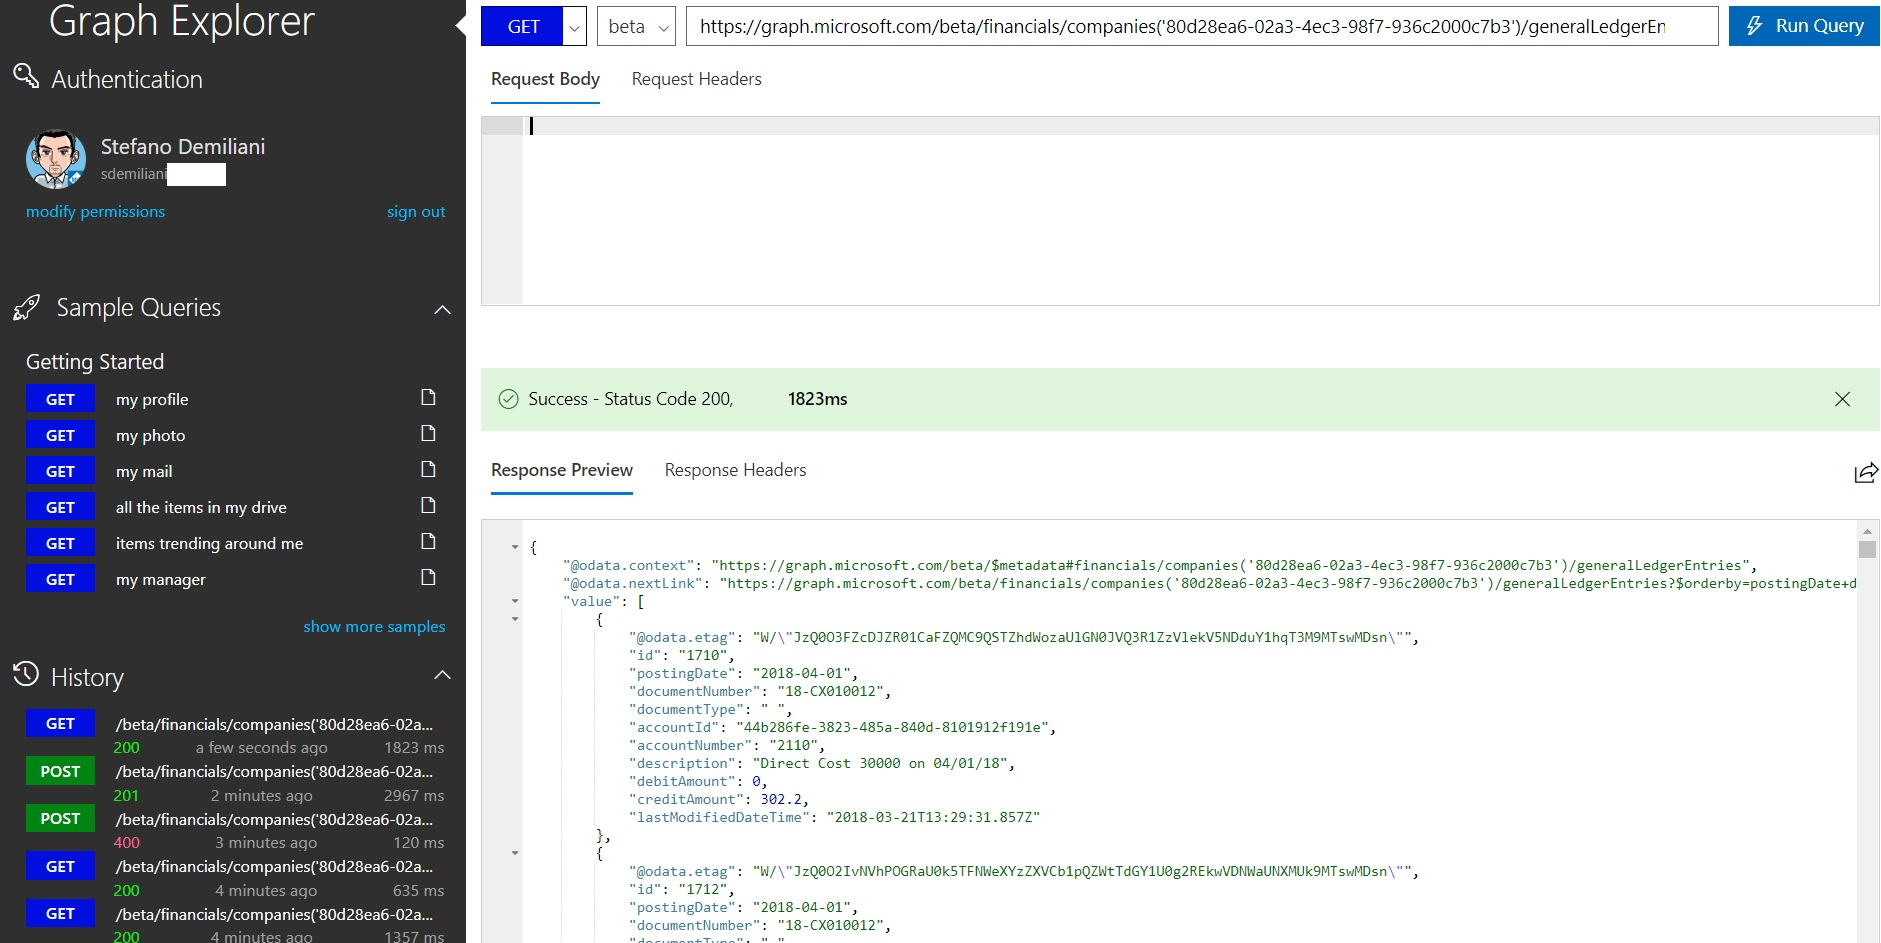 Graph Explorer
Authentication
Stefano Demiliani
sdemiliani
modify permissions sign out
Sample Queries
Getting Started
GET my profile
GET my photo
GET my mail
GET all the items in my drive
GET items trending around me
GET my manager
show more samples
History
GET /beta/financials/companies('80d28ea6-02a...
200 a few seconds ago 1823 ms
POST /beta/financials/companies('80d28ea6-02a...
201 2 minutes ago 2967 ms
POST /beta/financials/companies('80d28ea6-02a...
400 3 minutes ago 120 ms
GET /beta/financials/companies('80d28ea6-02a...
200 4 minutes ago 635 ms
GET /beta/financials/companies('80d28ea6-02a...
200 4 minutes ago 1357 ms
GET beta https://graph.microsoft.com/beta/financials/companies('80d28ea6-02a3-4ec3-98f7-936c2000c7b3')/generalLedgerEn Run Query
Request Body Request Headers
Success - Status Code 200, 1823ms
Response Preview Response Headers
{
"@odata.context": "https://graph.microsoft.com/beta/$metadata#financials/companies('80d28ea6-02a3-4ec3-98f7-936c2000c7b3')/generalLedgerEntries",
"@odata.nextLink": "https://graph.microsoft.com/beta/financials/companies('80d28ea6-02a3-4ec3-98f7-936c2000c7b3')/generalLedgerEntries?$orderby=postingDate+d
"value": [
{
"@odata.etag":
"id": "1710",
"postingDate": "2018-04-01",
"documentNumber": "18-CX010012",
"documentType": " ",
"accountId": "44b286fe-3823-485a-840d-8101912f191e",
"accountNumber": "2110",
"description": "Direct Cost 30000 on 04/01/18",
"debitAmount": 0,
"creditAmount": 302.2,
"lastModifiedDateTime": "2018-03-21T13:29:31.857Z"
},
{
"@odata.etag":
"id": "1712",
"postingDate": "2018-04-01",
"documentNumber": "18-CX010012",
"documentType": " "